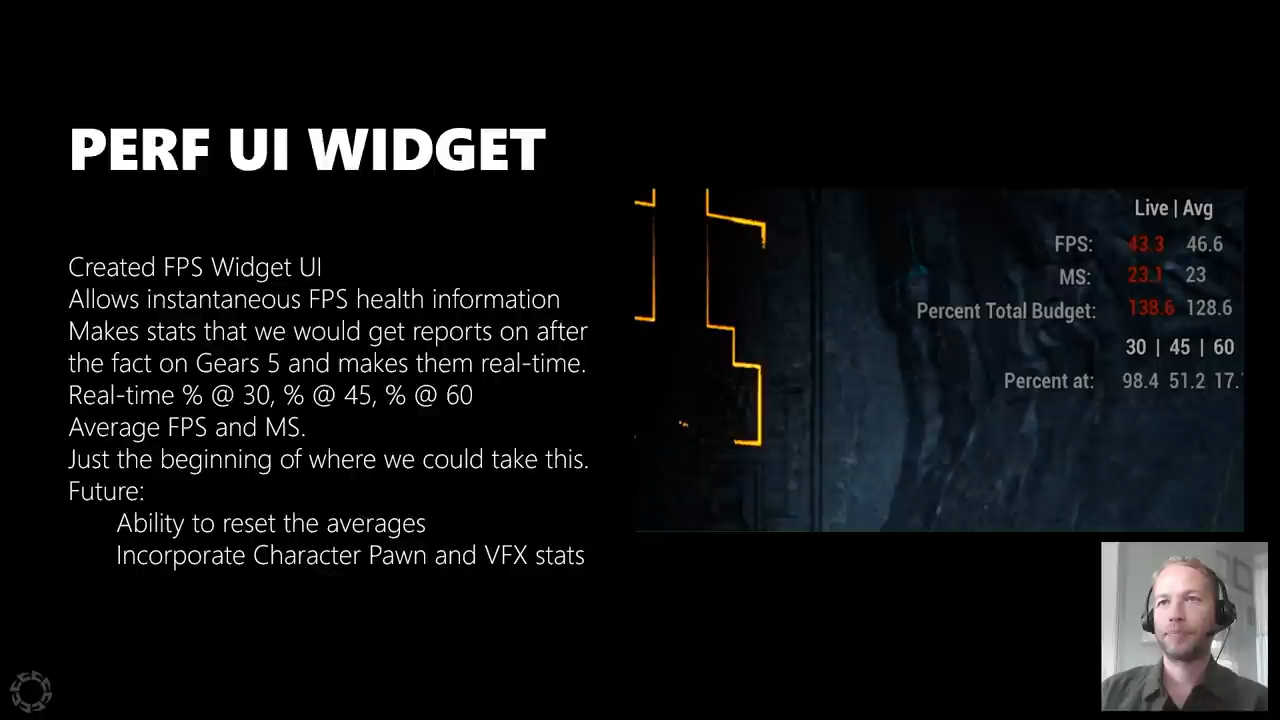 PERF UI WIDGET
Created FPS Widget UI
Allows instantaneous FPS health information
Makes stats that we would get reports on after
the fact on Gears 5 and makes them real-time.
Real-time % @ 30, % @ 45, % @ 60
Average FPS and MS.
Just the beginning of where we could take this.
Future:
Ability to reset the averages
Incorporate Character Pawn and VFX stats
Live | Avg
FPS: 43.3 46.6
MS: 23.1 23
Percent Total Budget: 138.6 128.6
30 | 45 | 60
Percent at: 98.4 51.2 17.